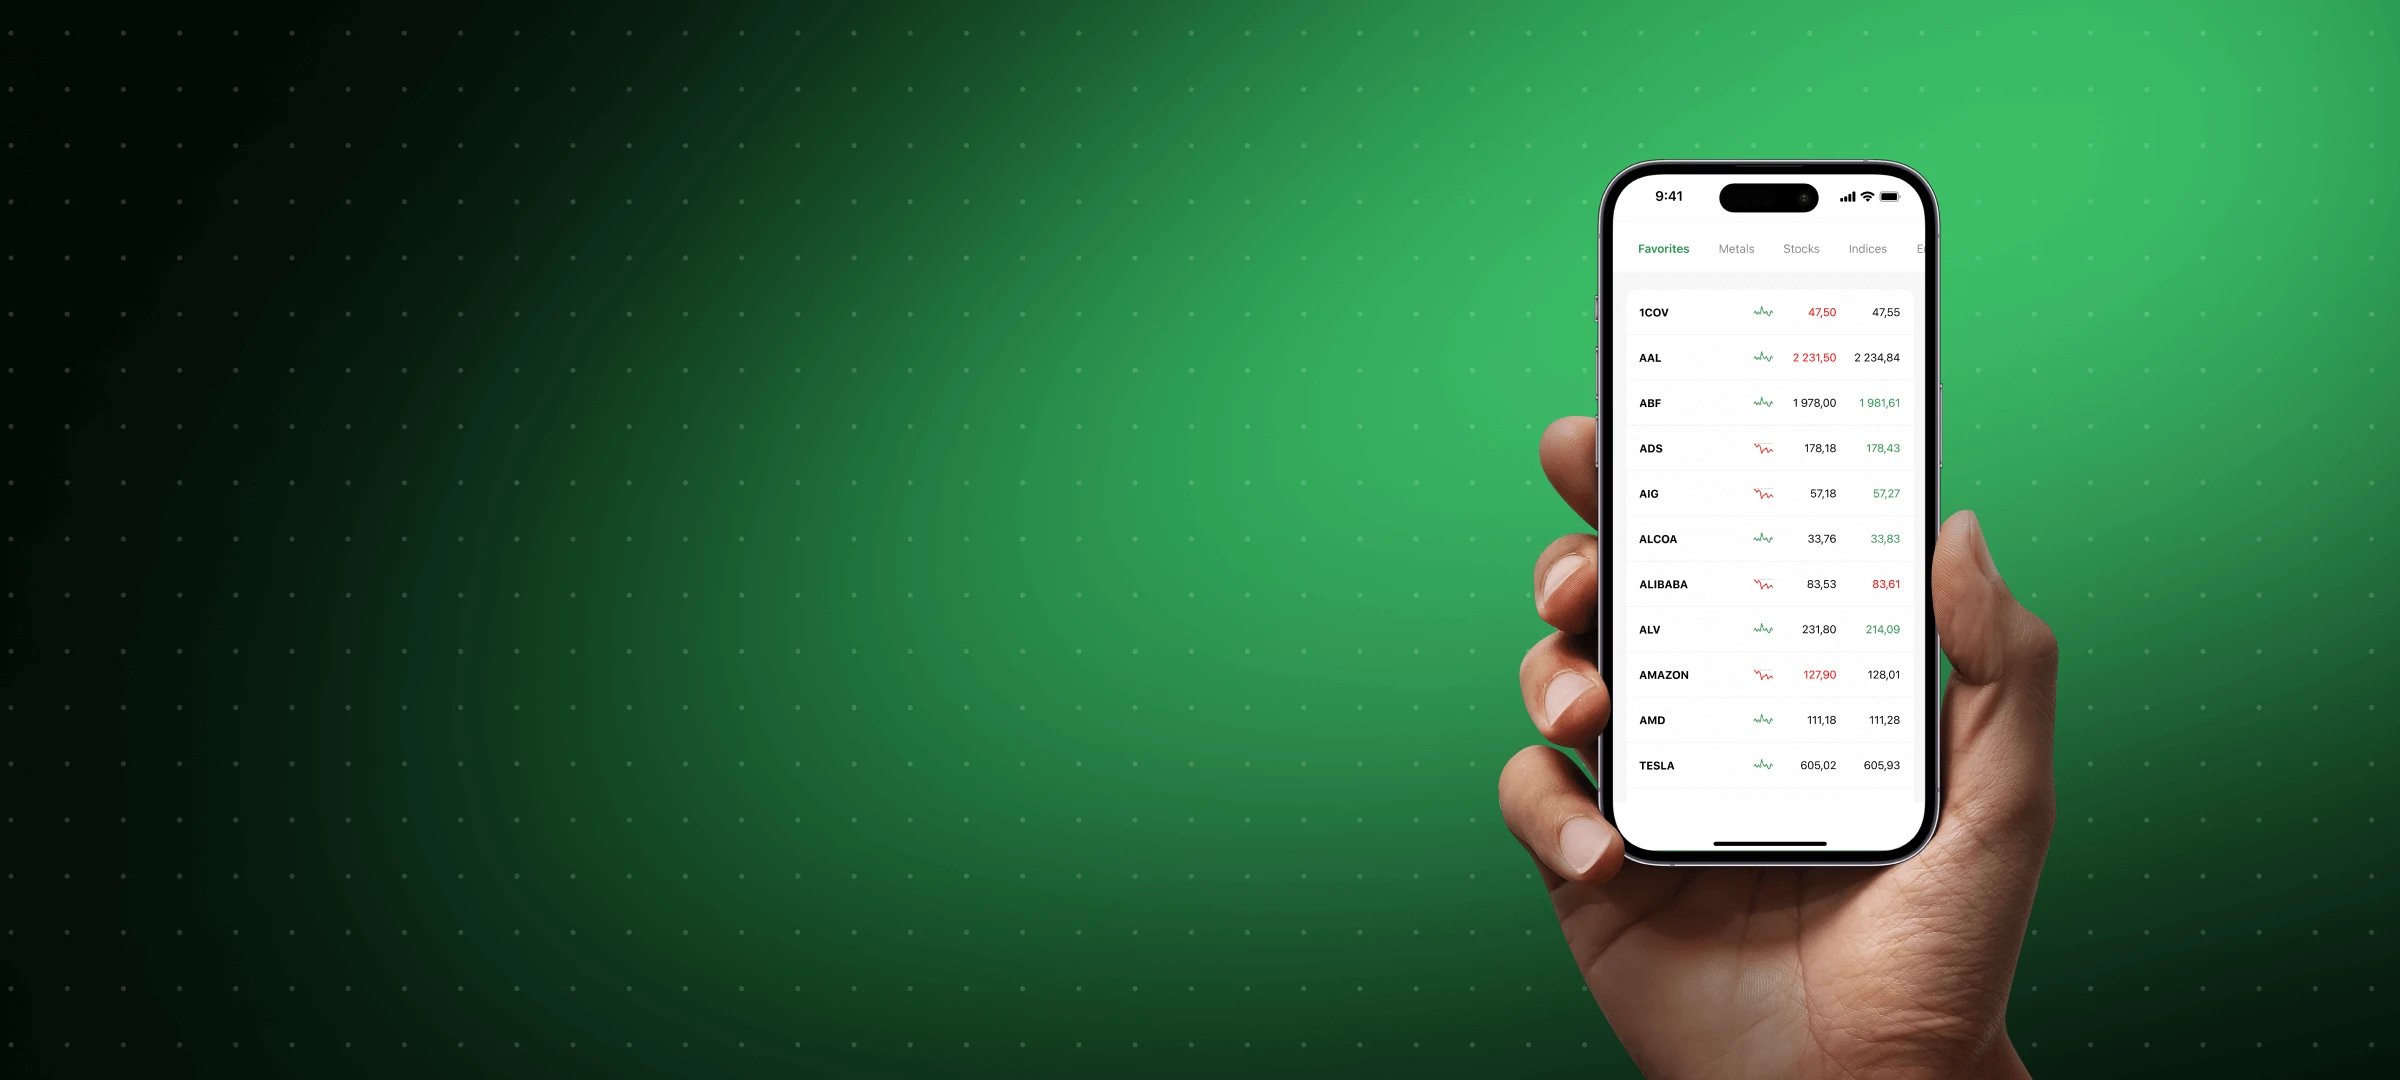 9:41
Favorites Metals Stocks Indices
1COV 47,50 47,55
AAL 2 231,50 2 234,84
ABF 1 978,00 1 981,61
ADS 178,18 178,43
AIG 57,18 57,27
ALCOA 33,76 33,83
ALIBABA 83,53 83,61
ALV 231,80 214,09
AMAZON 127,90 128,01
AMD 111,18 111,28
TESLA 605,02 605,93